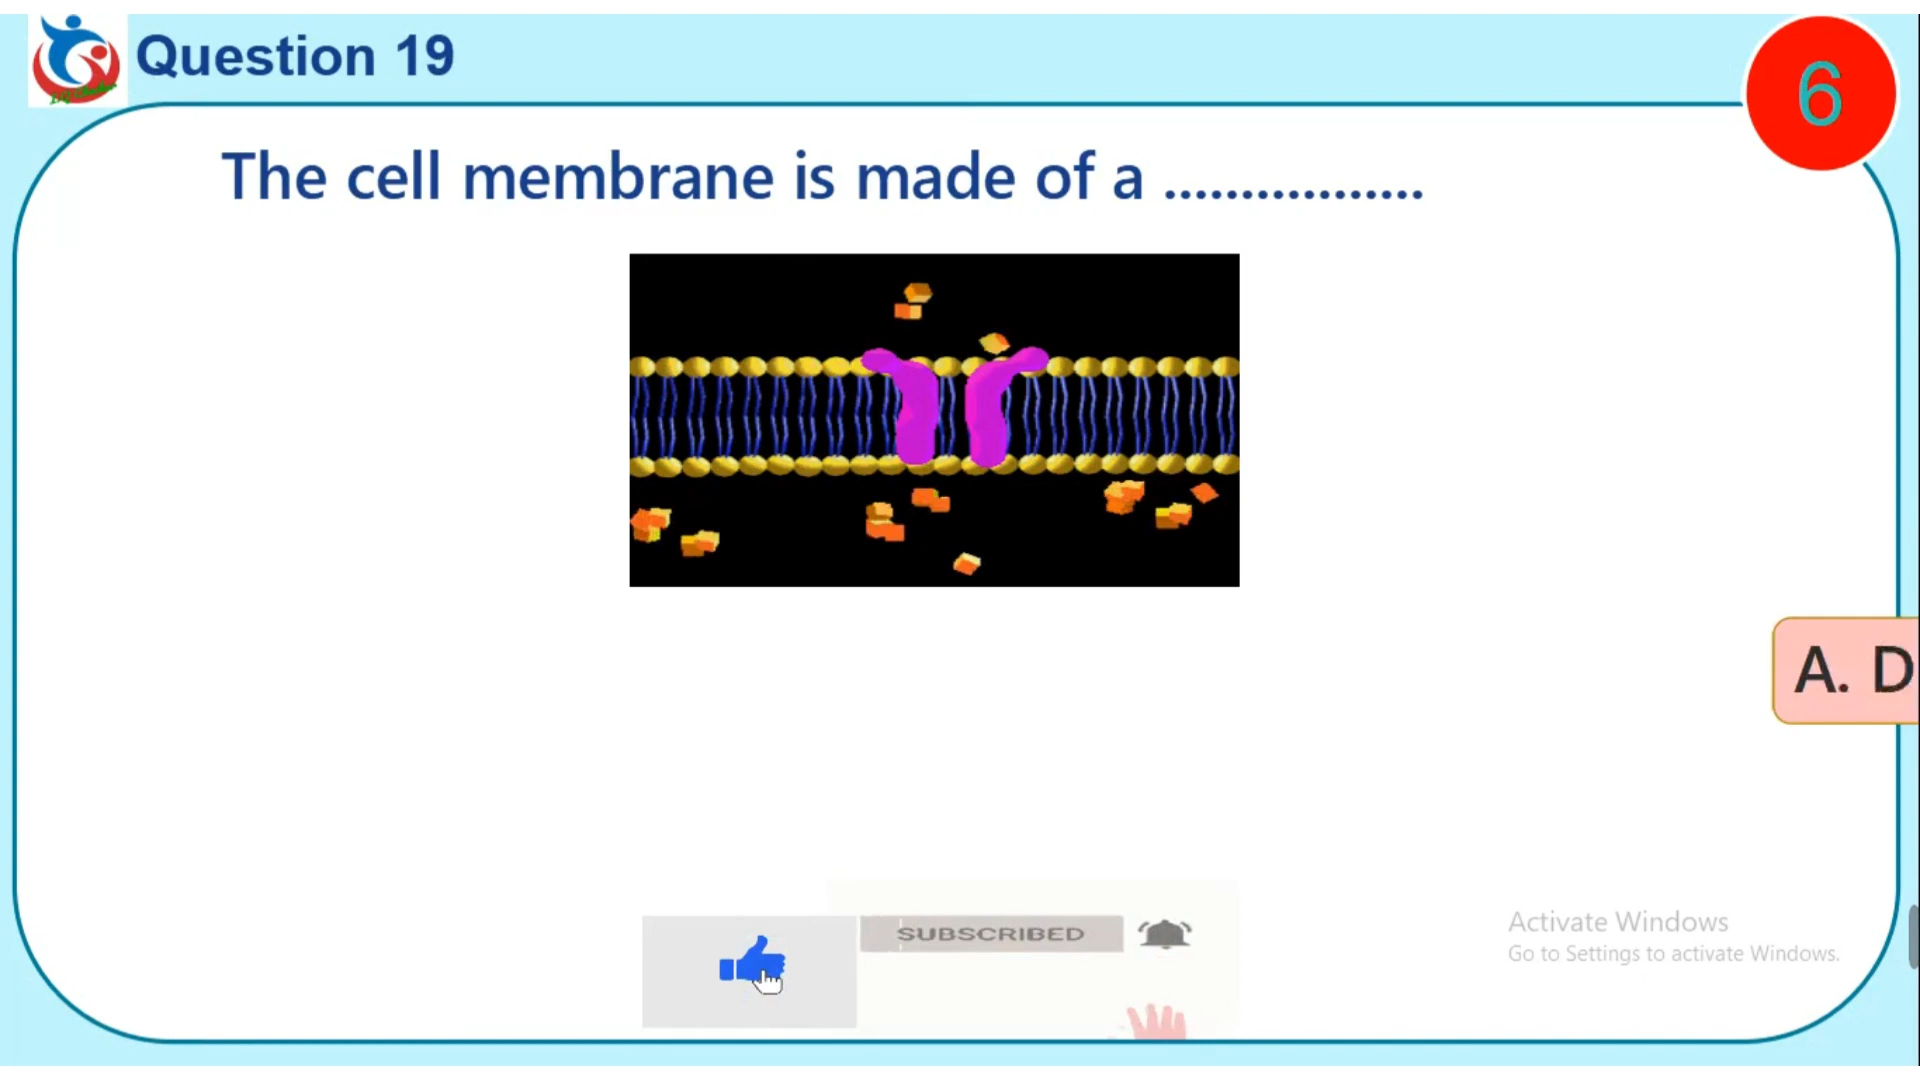 Question 19
6
The cell membrane is made of a .................
A. D
SUBSCRIBED
Activate Windows
Go to Settings to activate Windows.